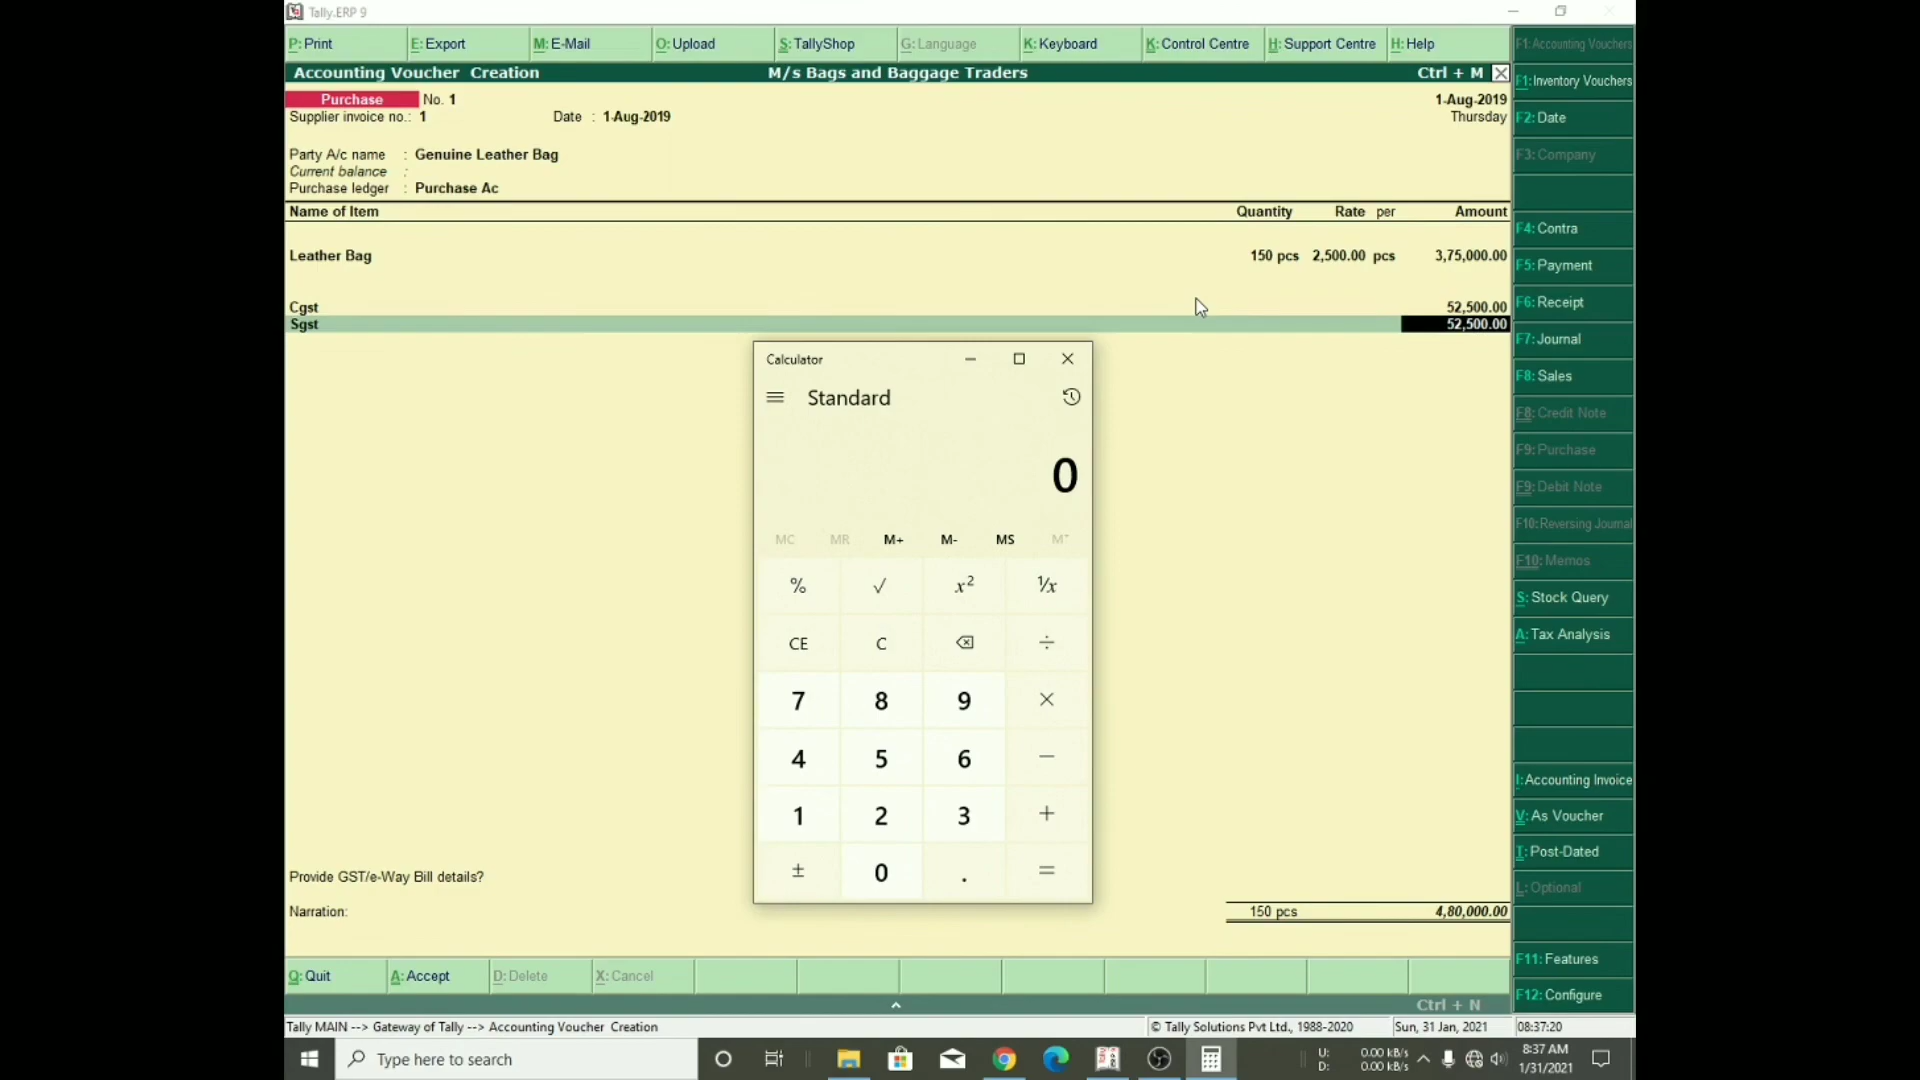 Tally.ERP 9
P: Print E: Export M: E-Mail O: Upload S: TallyShop G: Language K: Keyboard K: Control Centre H: Support Centre H: Help
F1: Accounting Vouchers
Accounting Voucher Creation M/s Bags and Baggage Traders Ctrl + M
F1: Inventory Vouchers
Purchase No. 1 1-Aug-2019
Supplier invoice no.: 1 Date : 1-Aug-2019 Thursday
F2: Date
Party A/c name : Genuine Leather Bag
F3: Company
Current balance :
Purchase ledger : Purchase Ac
Name of Item Quantity Rate per Amount
F4: Contra
Leather Bag 150 pcs 2,500.00 pcs 3,75,000.00
F5: Payment
Cgst 52,500.00
F6: Receipt
Sgst 52,500.00
F7: Journal
Calculator
F8: Sales
Standard
F8: Credit Note
F9: Purchase
0
F9: Debit Note
F10: Reversing Journal
MC MR M+ M- MS M˅
F10: Memos
% √ x² ¹/x
S: Stock Query
CE C ÷
A: Tax Analysis
7 8 9 ×
4 5 6 −
I: Accounting Invoice
1 2 3 +
V: As Voucher
T: Post-Dated
± 0 . =
Provide GST/e-Way Bill details?
L: Optional
Narration: 150 pcs 4,80,000.00
F11: Features
Q: Quit A: Accept D: Delete X: Cancel
F12: Configure
Ctrl + N
Tally MAIN --> Gateway of Tally --> Accounting Voucher Creation © Tally Solutions Pvt Ltd., 1988-2020 Sun, 31 Jan, 2021 08:37:20
Type here to search
U: 0.00 kB/s
D: 0.00 kB/s
8:37 AM
1/31/2021